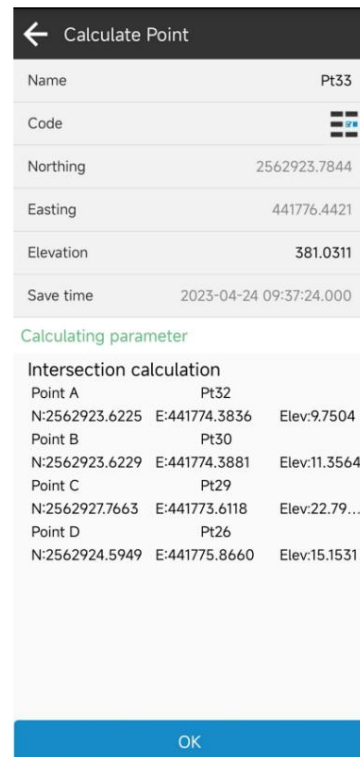 Calculate Point
Name Pt33
Code
Northing 2562923.7844
Easting 441776.4421
Elevation 381.0311
Save time 2023-04-24 09:37:24.000
Calculating parameter
Intersection calculation
Point A Pt32
N:2562923.6225 E:441774.3836 Elev:9.7504
Point B Pt30
N:2562923.6229 E:441774.3881 Elev:11.3564
Point C Pt29
N:2562927.7663 E:441773.6118 Elev:22.79...
Point D Pt26
N:2562924.5949 E:441775.8660 Elev:15.1531
OK